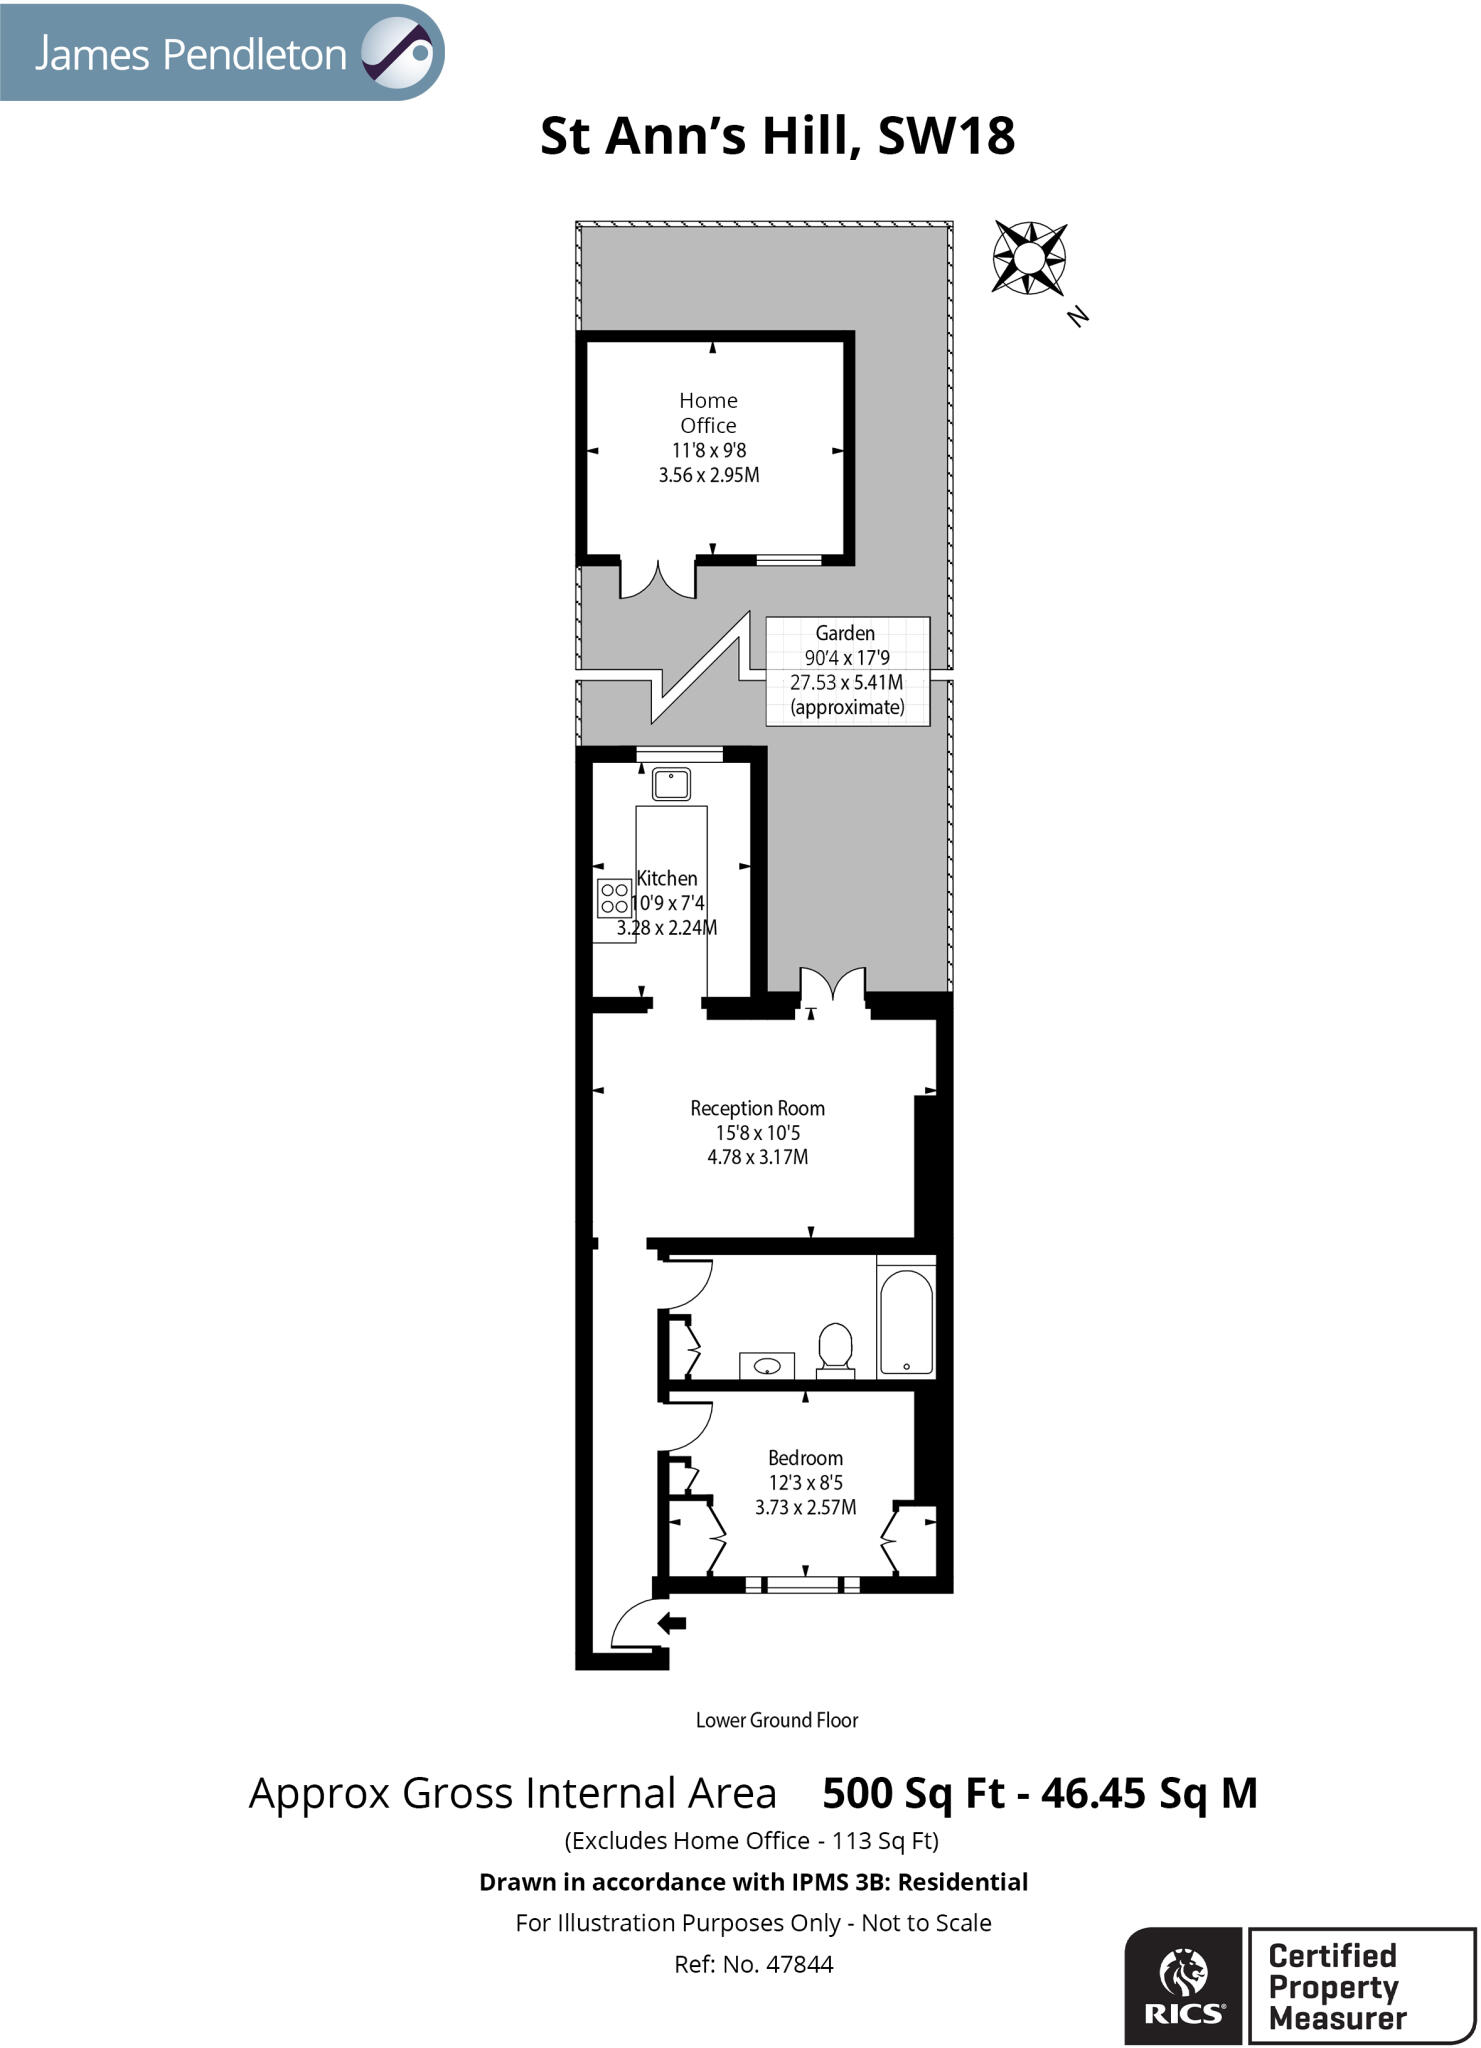 James Pendleton
St Ann’s Hill, SW18
N
Home
Office
11'8 x 9'8
3.56 x 2.95M
Garden
90’4 x 17'9
27.53 x 5.41M
(approximate)
Kitchen
10'9 x 7'4
3.28 x 2.24M
Reception Room
15'8 x 10'5
4.78 x 3.17M
Bedroom
12'3 x 8'5
3.73 x 2.57M
Lower Ground Floor
Approx Gross Internal Area 500 Sq Ft - 46.45 Sq M
(Excludes Home Office - 113 Sq Ft)
Drawn in accordance with IPMS 3B: Residential
For Illustration Purposes Only - Not to Scale
Ref: No. 47844
RICS®
Certified
Property
Measurer